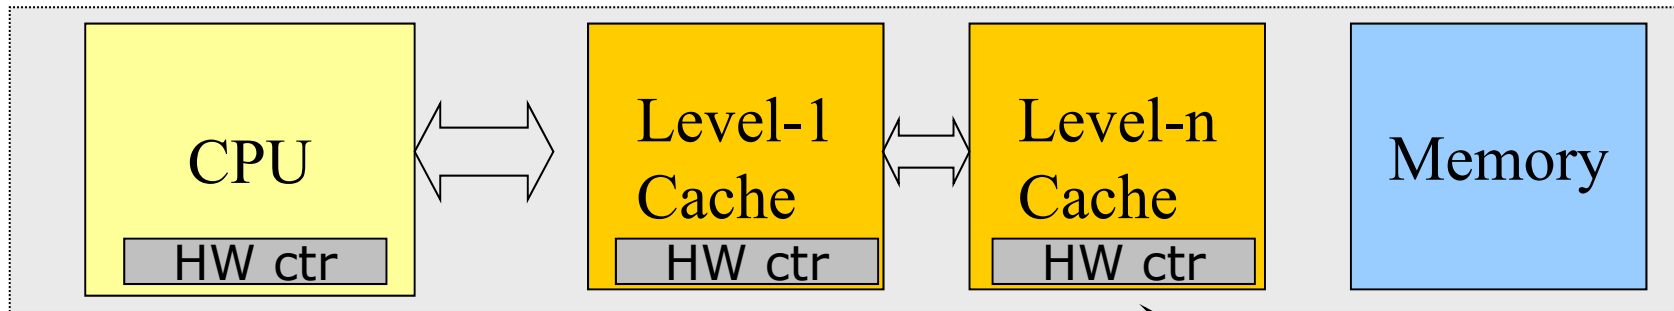 CPU
HW ctr
Level-1
Cache
HW ctr
Level-n
Cache
HW ctr
Memory